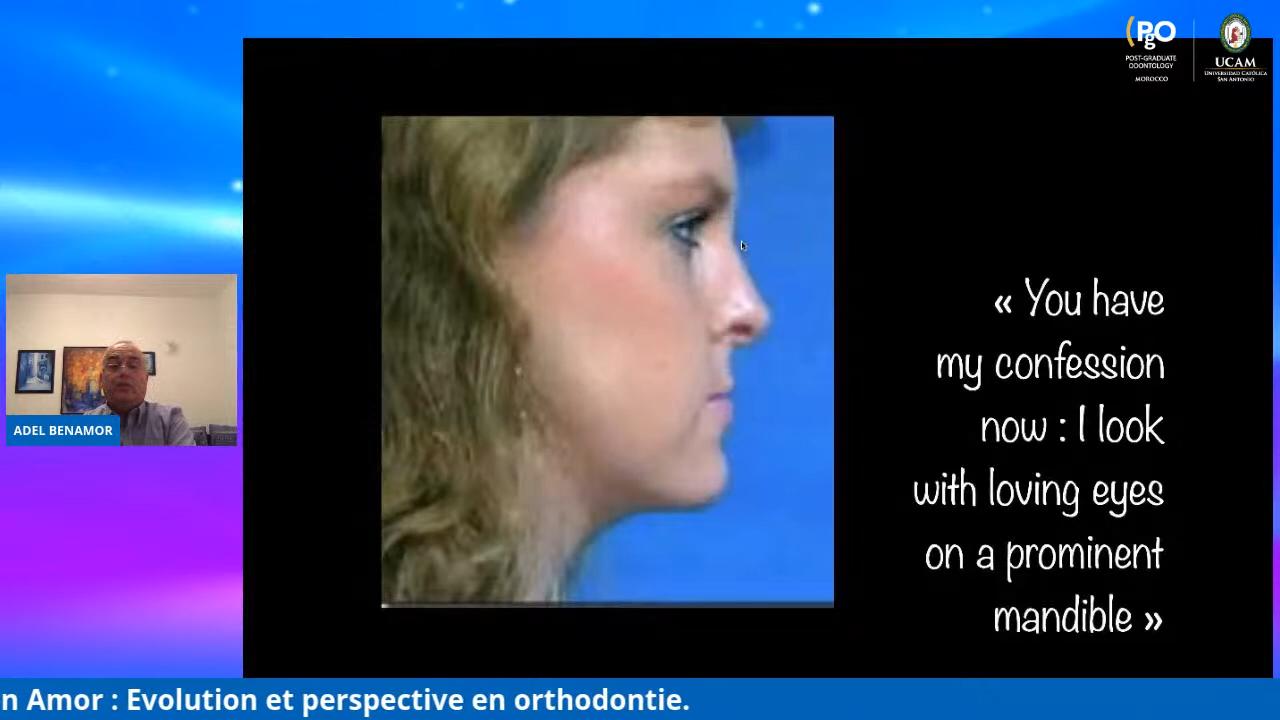 PgO
POST-GRADUATE
ODONTOLOGY
MOROCCO
UCAM
UNIVERSIDAD CATÓLICA
SAN ANTONIO
« You have
my confession
now : I look
with loving eyes
on a prominent
mandible »
ADEL BENAMOR
n Amor : Evolution et perspective en orthodontie.